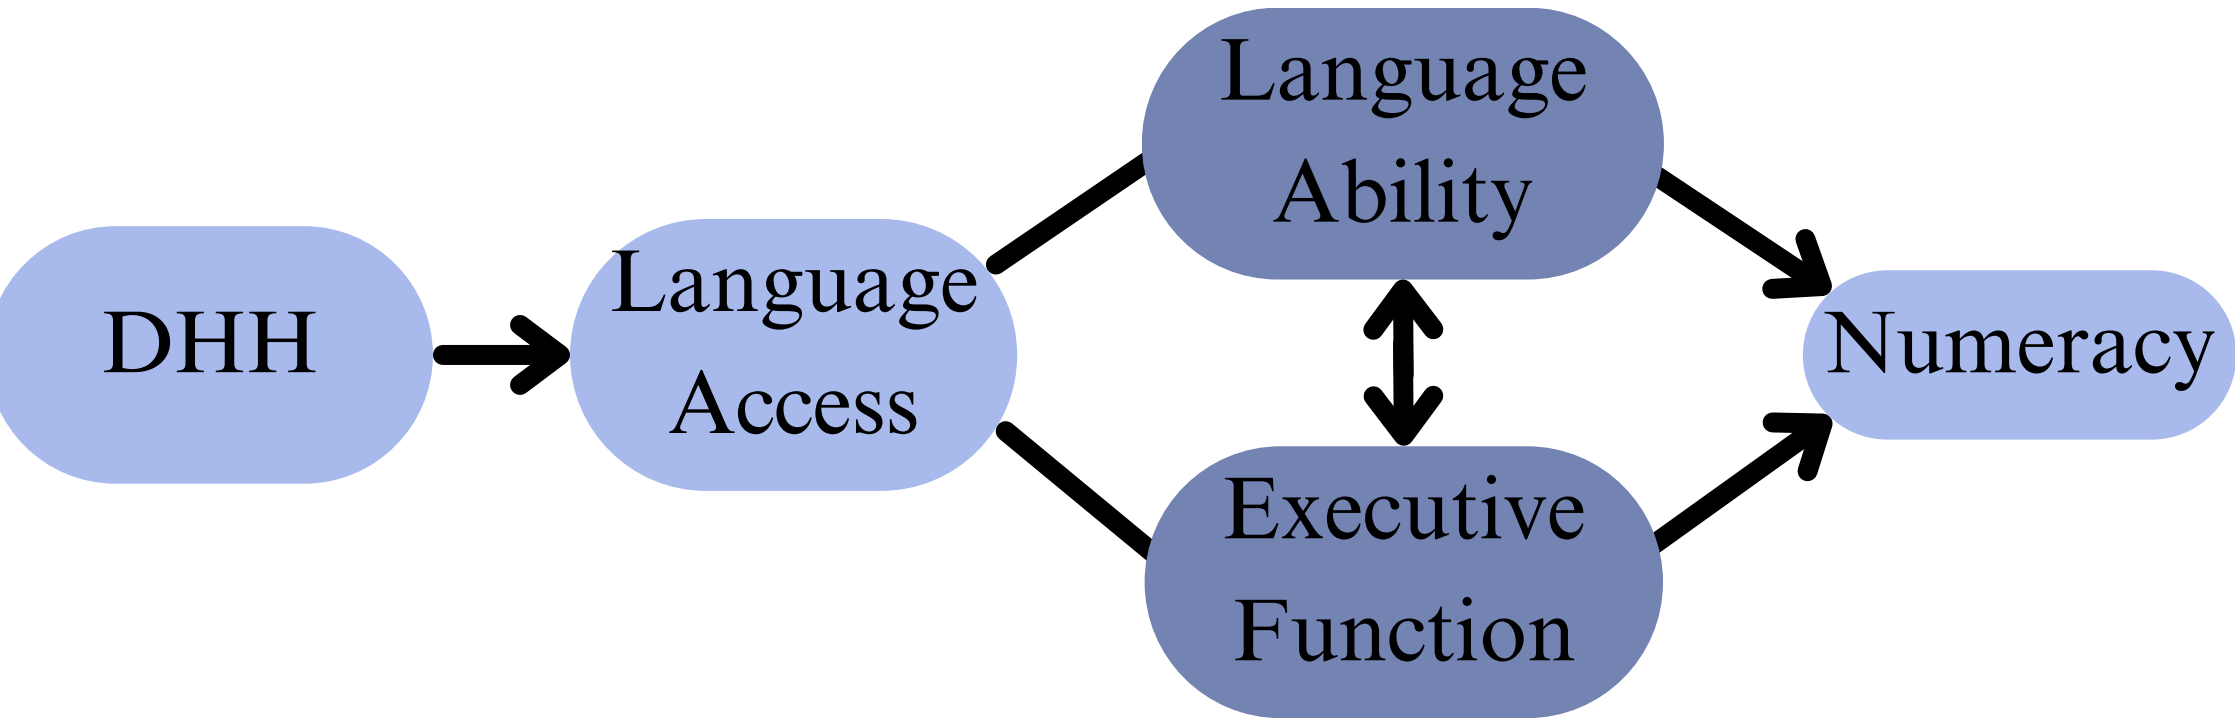 DHH
Language
Access
Language
Ability
Executive
Function
Numeracy